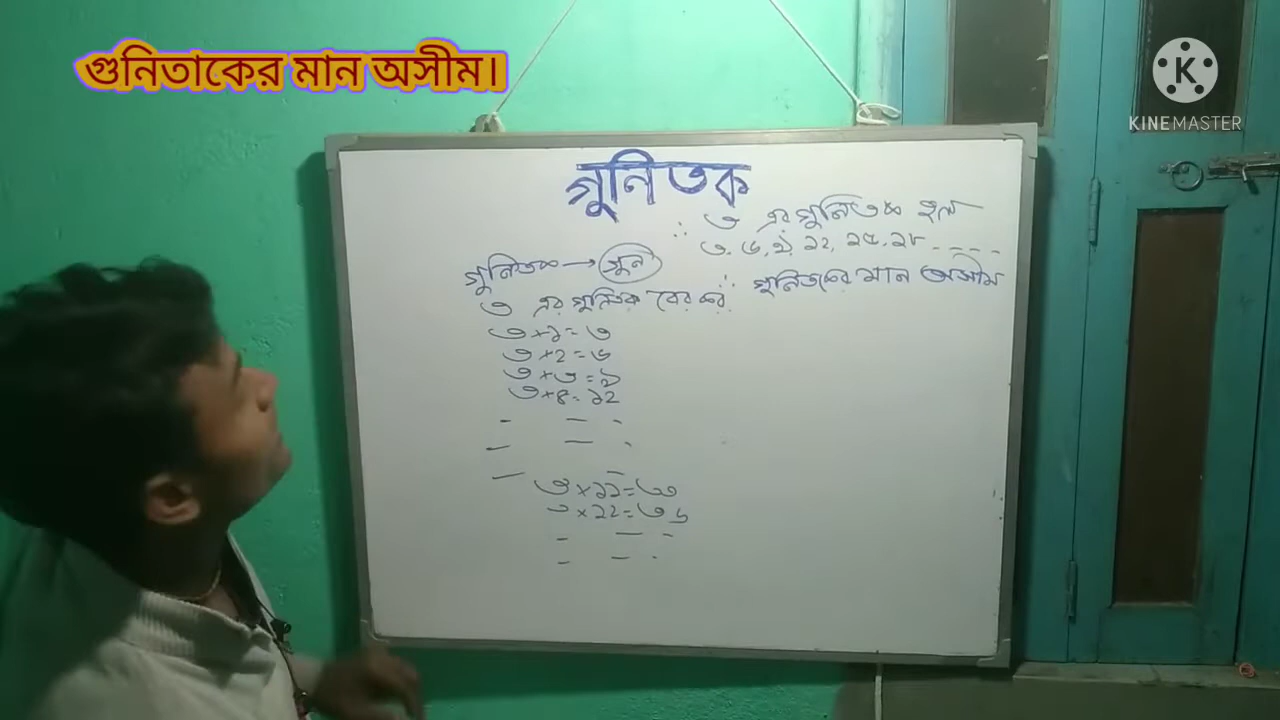 গুনিতাকের মান অসীম।
KINEMASTER
গুনিতক
∴ ৩ এর গুনিতক হল
৩, ৬, ৯, ১২, ১৫, ১৮ - - - -
∴ গুনিতকের মান অসীম
গুনিতক → গুন
৩ এর গুনিতক বের কর
৩ × ১ = ৩
৩ × ২ = ৬
৩ × ৩ = ৯
৩ × ৪ = ১২
- - -
- - -
- -
৩ × ১১ = ৩৩
৩ × ১২ = ৩৬
- - -
- - -